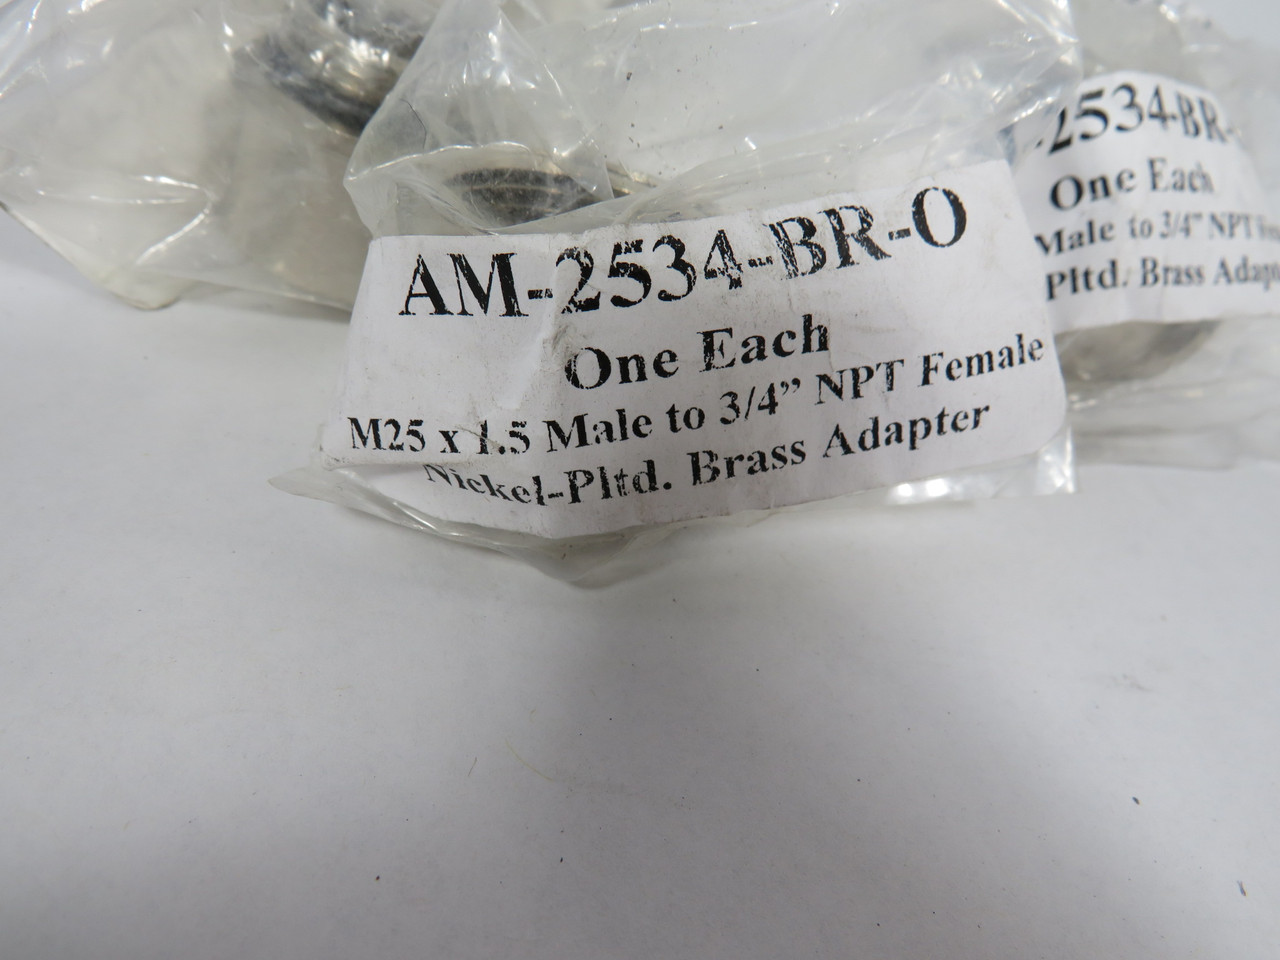 AM-2534-BR-O
One Each
M25 x 1.5 Male to 3/4” NPT Female
Nickel-Pltd. Brass Adapter
-2534-BR-
One Each
Male to 3/4” NPT
Pltd. Brass